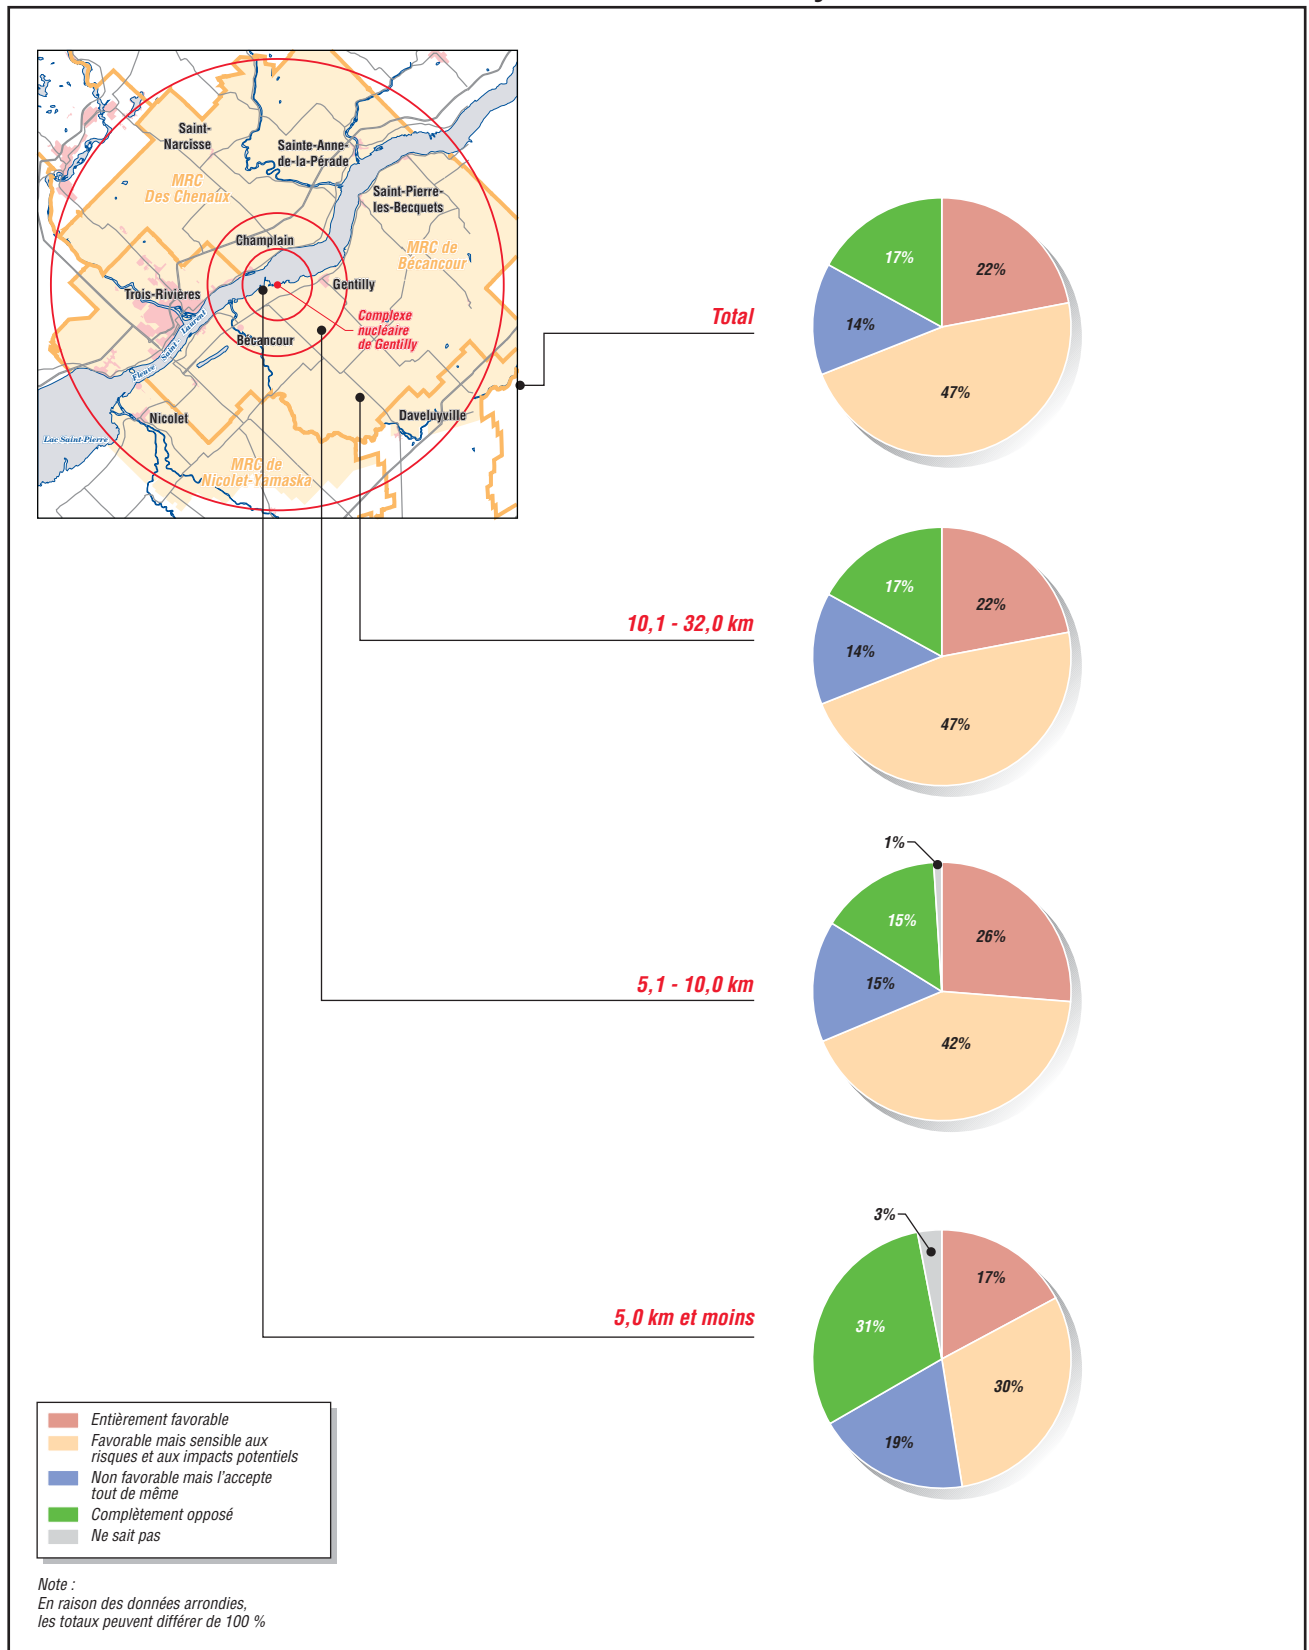 Saint-
Narcisse
Sainte-Anne-
de-la-Pérade
MRC
Des Chenaux
Saint-Pierre-
les-Becquets
Champlain
MRC de
Bécancour
Gentilly
Trois-Rivières
Complexe
nucléaire
de Gentilly
Fleuve Saint-Laurent
Bécancour
Nicolet
Daveluyville
Lac Saint-Pierre
MRC de
Nicolet-Yamaska
Total
17%
22%
14%
47%
10,1 - 32,0 km
17%
22%
14%
47%
5,1 - 10,0 km
1%
15%
26%
15%
42%
5,0 km et moins
3%
17%
31%
30%
19%
Entièrement favorable
Favorable mais sensible aux
risques et aux impacts potentiels
Non favorable mais l'accepte
tout de même
Complètement opposé
Ne sait pas
Note :
En raison des données arrondies,
les totaux peuvent différer de 100 %